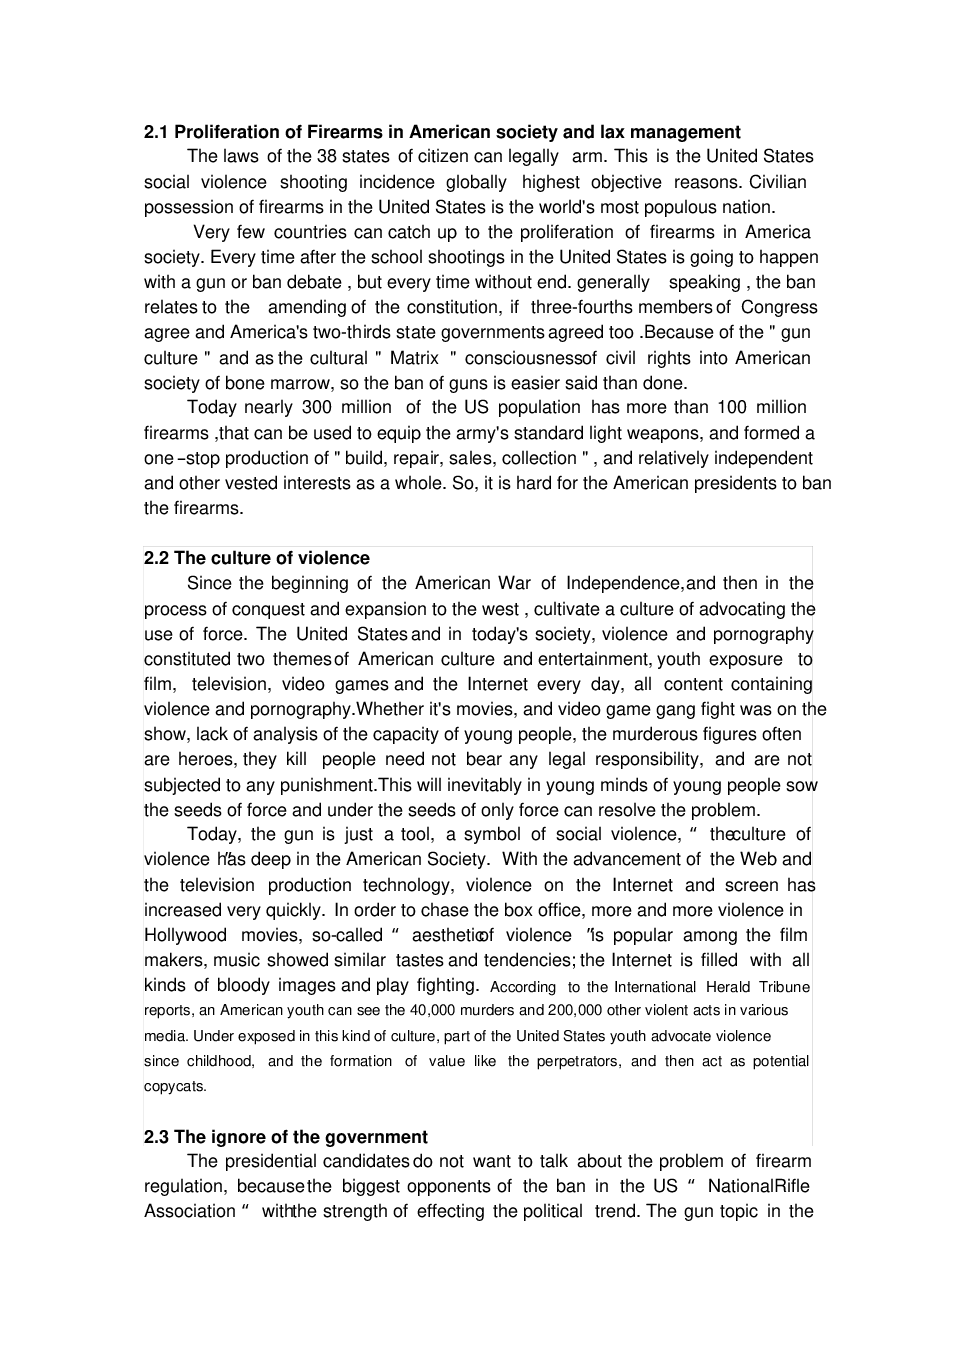 2.1 Proliferation of Firearms in American society and lax management
The laws of the 38 states of citizen can legally arm. This is the United States
social violence shooting incidence globally highest objective reasons. Civilian
possession of firearms in the United States is the world's most populous nation.
Very few countries can catch up to the proliferation of firearms in America
society. Every time after the school shootings in the United States is going to happen
with a gun or ban debate , but every time without end. generally speaking , the ban
relates to the amending of the constitution, if three-fourths members of Congress
agree and America's two-thirds state governments agreed too .Because of the " gun
culture " and as the cultural " Matrix " consciousnessof civil rights into American
society of bone marrow, so the ban of guns is easier said than done.
Today nearly 300 million of the US population has more than 100 million
firearms ,that can be used to equip the army's standard light weapons, and formed a
one –stop production of " build, repair, sales, collection " , and relatively independent
and other vested interests as a whole. So, it is hard for the American presidents to ban
the firearms.
2.2 The culture of violence
Since the beginning of the American War of Independence,and then in the
process of conquest and expansion to the west , cultivate a culture of advocating the
use of force. The United States and in today's society, violence and pornography
constituted two themes of American culture and entertainment, youth exposure to
film, television, video games and the Internet every day, all content containing
violence and pornography.Whether it's movies, and video game gang fight was on the
show, lack of analysis of the capacity of young people, the murderous figures often
are heroes, they kill people need not bear any legal responsibility, and are not
subjected to any punishment.This will inevitably in young minds of young people sow
the seeds of force and under the seeds of only force can resolve the problem.
Today, the gun is just a tool, a symbol of social violence, “ the culture of
violence ” has deep in the American Society. With the advancement of the Web and
the television production technology, violence on the Internet and screen has
increased very quickly. In order to chase the box office, more and more violence in
Hollywood movies, so-called “ aesthetic of violence ” is popular among the film
makers, music showed similar tastes and tendencies; the Internet is filled with all
kinds of bloody images and play fighting. According to the International Herald Tribune
reports, an American youth can see the 40,000 murders and 200,000 other violent acts in various
media. Under exposed in this kind of culture, part of the United States youth advocate violence
since childhood, and the formation of value like the perpetrators, and then act as potential
copycats.
2.3 The ignore of the government
The presidential candidates do not want to talk about the problem of firearm
regulation, because the biggest opponents of the ban in the US “ NationalRifle
Association “ withthe strength of effecting the political trend. The gun topic in the